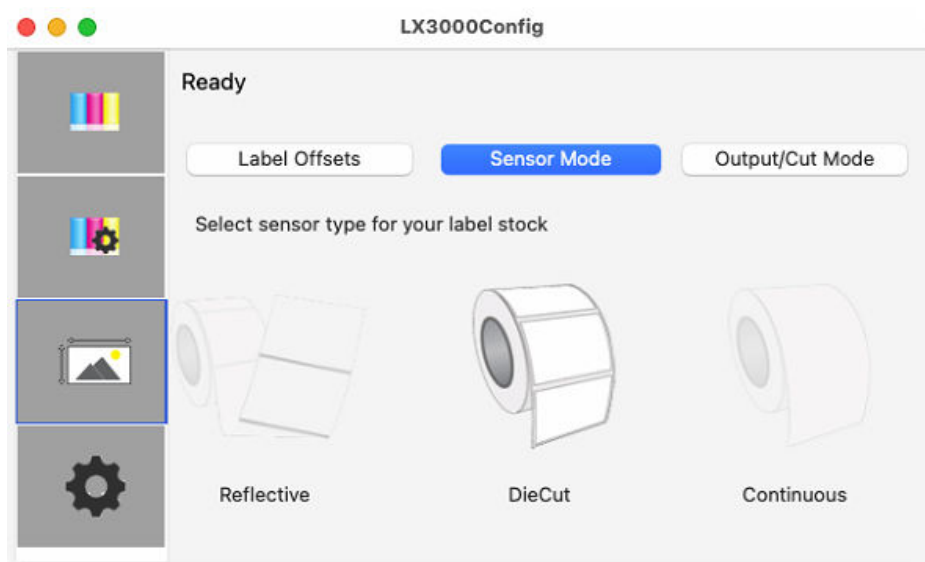 LX3000Config
Ready
Label Offsets
Sensor Mode
Output/Cut Mode
Select sensor type for your label stock
Reflective
DieCut
Continuous